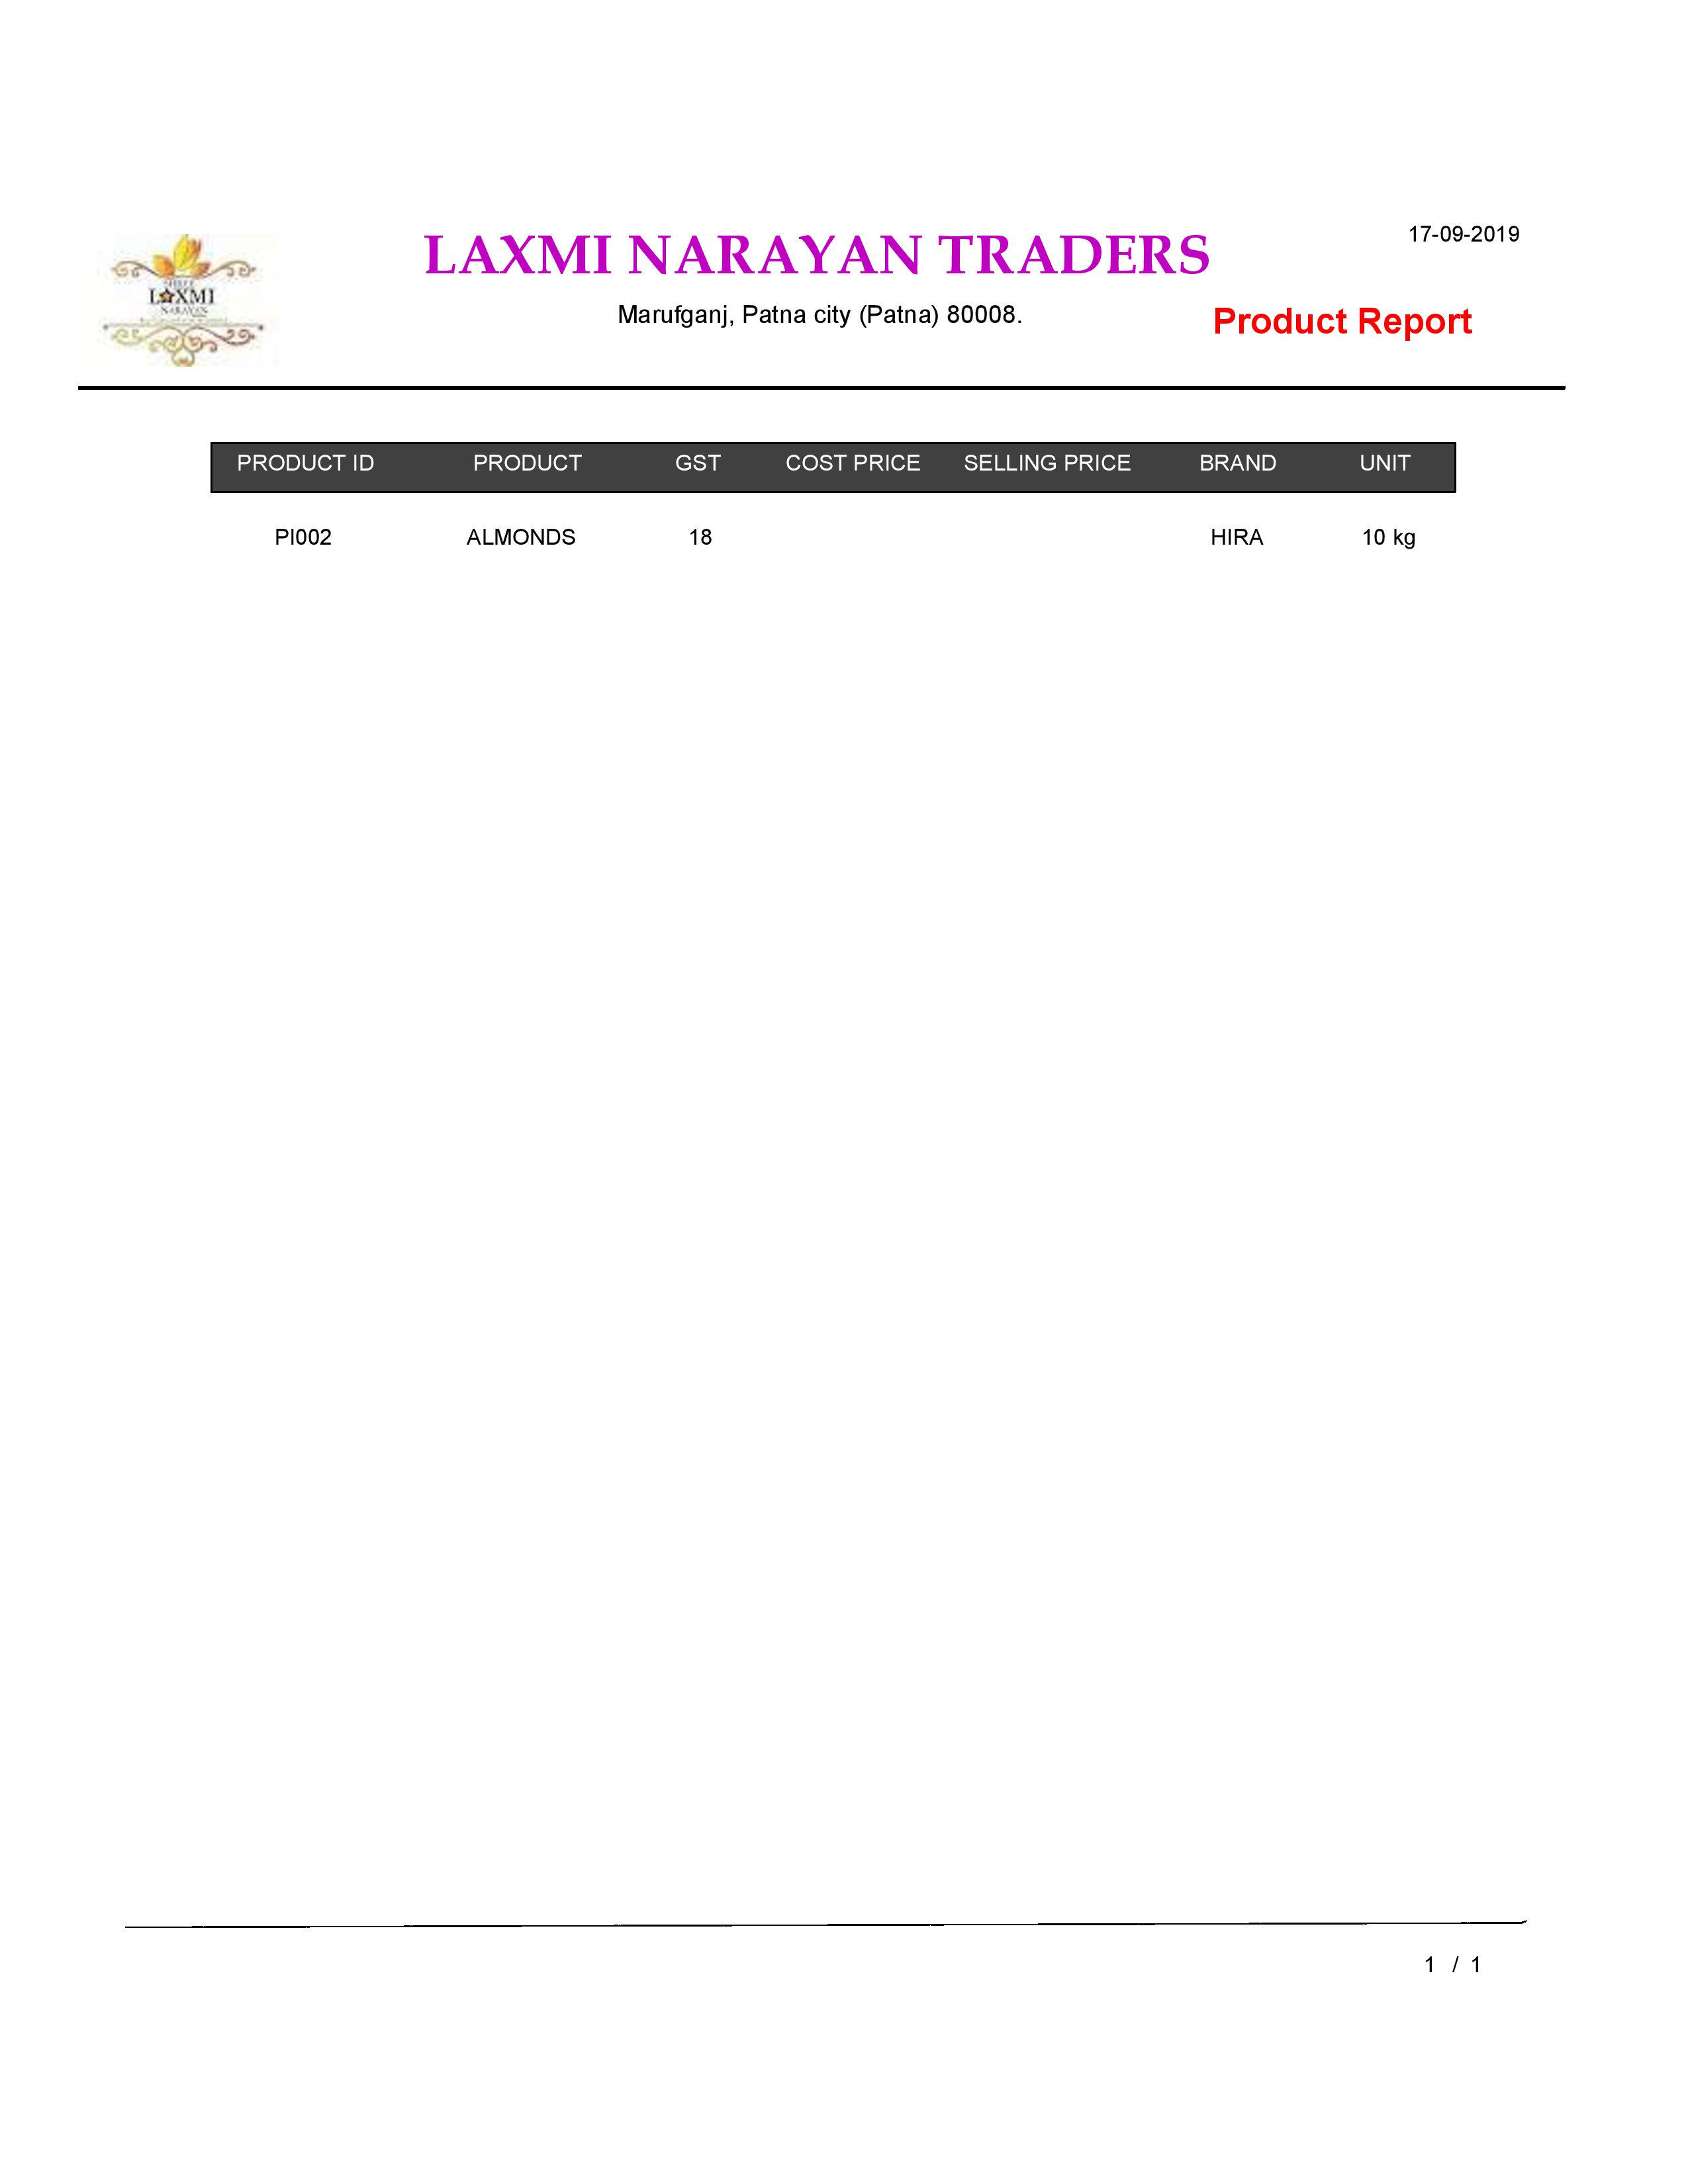 17-09-2019
LAXMI NARAYAN TRADERS
LAXMI
NARAYAN
Marufganj, Patna city (Patna) 80008.
Product Report
PRODUCT ID PRODUCT GST COST PRICE SELLING PRICE BRAND UNIT
PI002 ALMONDS 18 HIRA 10 kg
1 / 1